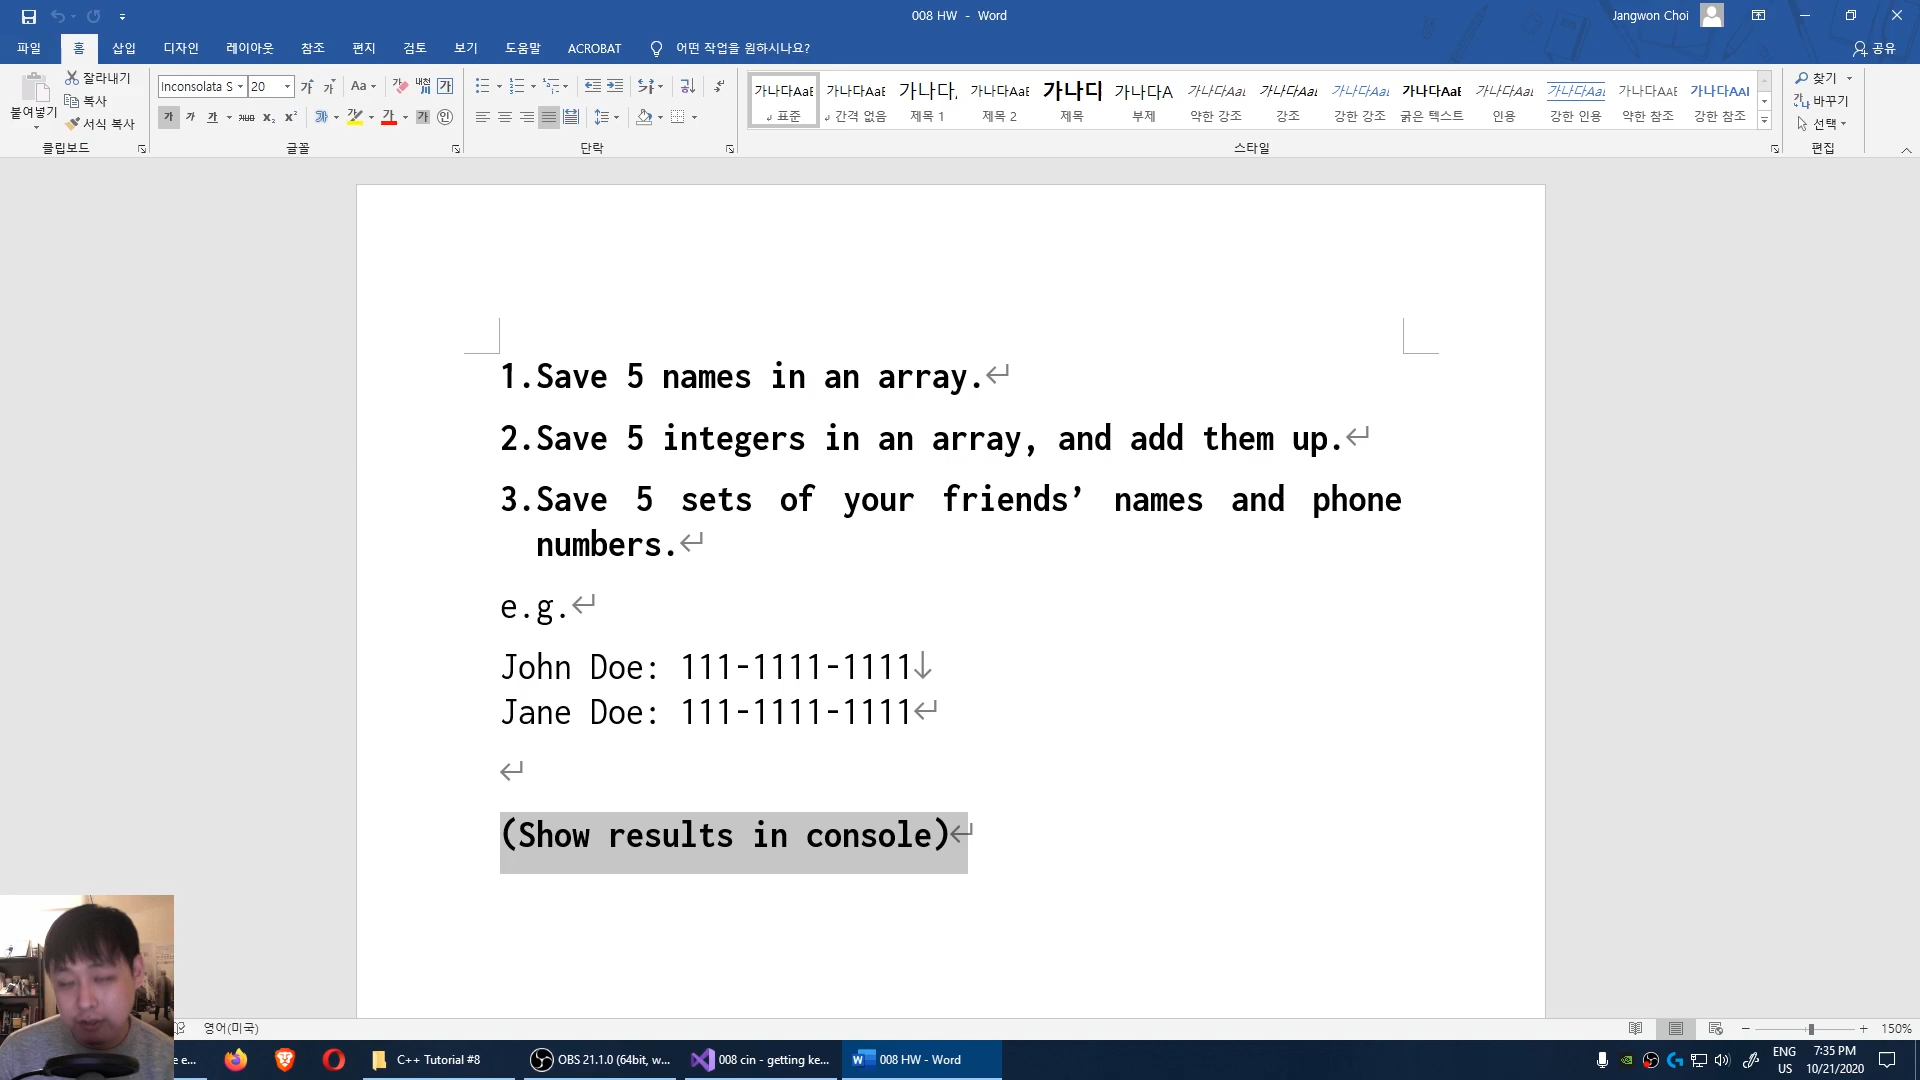 008 HW - Word
Jangwon Choi
파일 홈 삽입 디자인 레이아웃 참조 편지 검토 보기 도움말 ACROBAT 어떤 작업을 원하시나요? 공유
붙여넣기
잘라내기
복사
서식 복사
클립보드
Inconsolata S 20
글꼴
단락
가나다AaE 가나다AaE 가나다, 가나다AaE 가나디 가나다A 가나다AaL 가나다AaL 가나다AaL 가나다AaE 가나다AaL 가나다AaL 가나다AaE 가나다AAI
표준 간격 없음 제목 1 제목 2 제목 부제 약한 강조 강조 강한 강조 굵은 텍스트 인용 강한 인용 약한 참조 강한 참조
스타일
찾기
바꾸기
선택
편집
1.Save 5 names in an array.↵
2.Save 5 integers in an array, and add them up.↵
3.Save 5 sets of your friends’ names and phone
numbers.↵
e.g.↵
John Doe: 111-1111-1111↓
Jane Doe: 111-1111-1111↵
↵
(Show results in console)↵
영어(미국)
150%
e e...
C++ Tutorial #8
OBS 21.1.0 (64bit, w...
008 cin - getting ke...
008 HW - Word
ENG
US
7:35 PM
10/21/2020